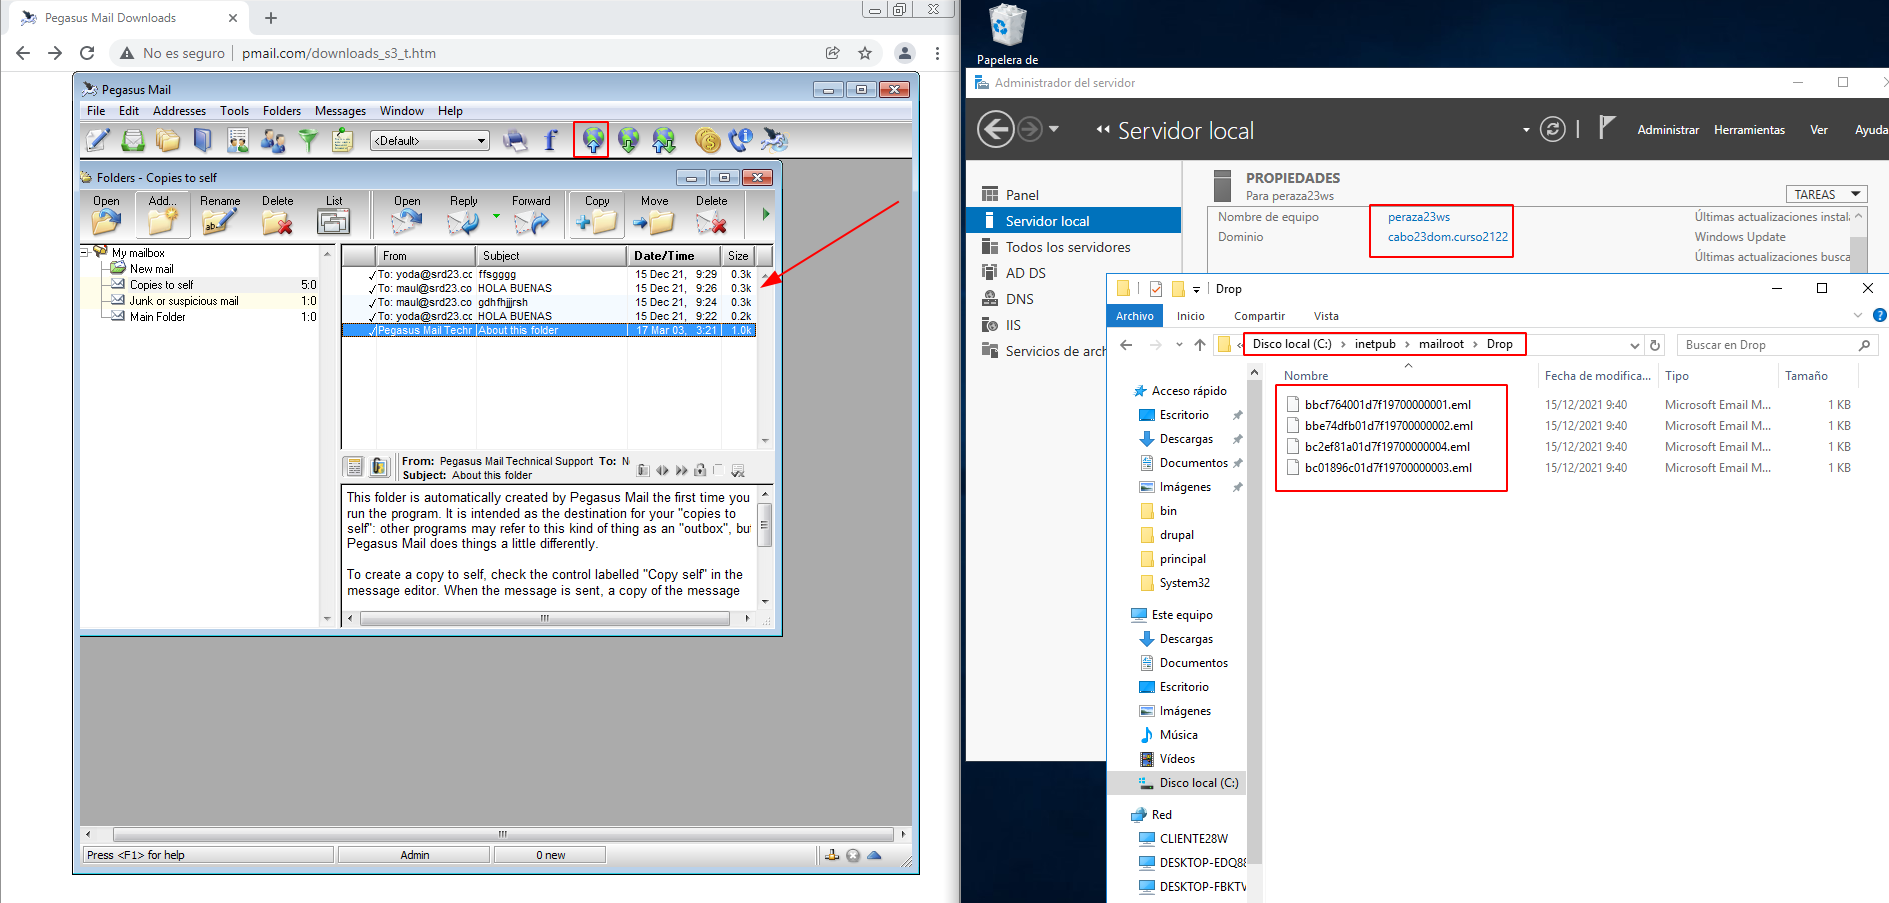 Pegasus Mail Downloads
No es seguro
pmail.com/downloads_s3_t.htm
Pegasus Mail
File Edit Addresses Tools Folders Messages Window Help
<Default>
Folders - Copies to self
Open Add... Rename Delete List Open Reply Forward Copy Move Delete
My mailbox
New mail
Copies to self 5:0
Junk or suspicious mail 1:0
Main Folder 1:0
From Subject Date/Time Size
To: yoda@srd23.cc ffsgggg 15 Dec 21, 9:29 0.3k
To: maul@srd23.co HOLA BUENAS 15 Dec 21, 9:26 0.3k
To: maul@srd23.co gdhfhjjjrsh 15 Dec 21, 9:24 0.3k
To: yoda@srd23.cc HOLA BUENAS 15 Dec 21, 9:22 0.2k
Pegasus Mail Techr About this folder 17 Mar 03, 3:21 1.0k
From: Pegasus Mail Technical Support To: N
Subject: About this folder
This folder is automatically created by Pegasus Mail the first time you
run the program. It is intended as the destination for your "copies to
self": other programs may refer to this kind of thing as an "outbox", bu
Pegasus Mail does things a little differently.
To create a copy to self, check the control labelled "Copy self" in the
message editor. When the message is sent, a copy of the message
Press <F1> for help
Admin
0 new
Papelera de
Administrador del servidor
Servidor local
Administrar Herramientas Ver Ayuda
Panel
Servidor local
Todos los servidores
AD DS
DNS
IIS
Servicios de arch
PROPIEDADES
Para peraza23ws
TAREAS
Nombre de equipo peraza23ws
Dominio cabo23dom.curso2122
Últimas actualizaciones instal
Windows Update
Últimas actualizaciones busca
Drop
Archivo Inicio Compartir Vista
« Disco local (C:) > inetpub > mailroot > Drop
Buscar en Drop
Nombre Fecha de modifica... Tipo Tamaño
bbcf764001d7f19700000001.eml 15/12/2021 9:40 Microsoft Email M... 1 KB
bbe74dfb01d7f19700000002.eml 15/12/2021 9:40 Microsoft Email M... 1 KB
bc2ef81a01d7f19700000004.eml 15/12/2021 9:40 Microsoft Email M... 1 KB
bc01896c01d7f19700000003.eml 15/12/2021 9:40 Microsoft Email M... 1 KB
Acceso rápido
Escritorio
Descargas
Documentos
Imágenes
bin
drupal
principal
System32
Este equipo
Descargas
Documentos
Escritorio
Imágenes
Música
Vídeos
Disco local (C:)
Red
CLIENTE28W
DESKTOP-EDQ88
DESKTOP-FBKTV